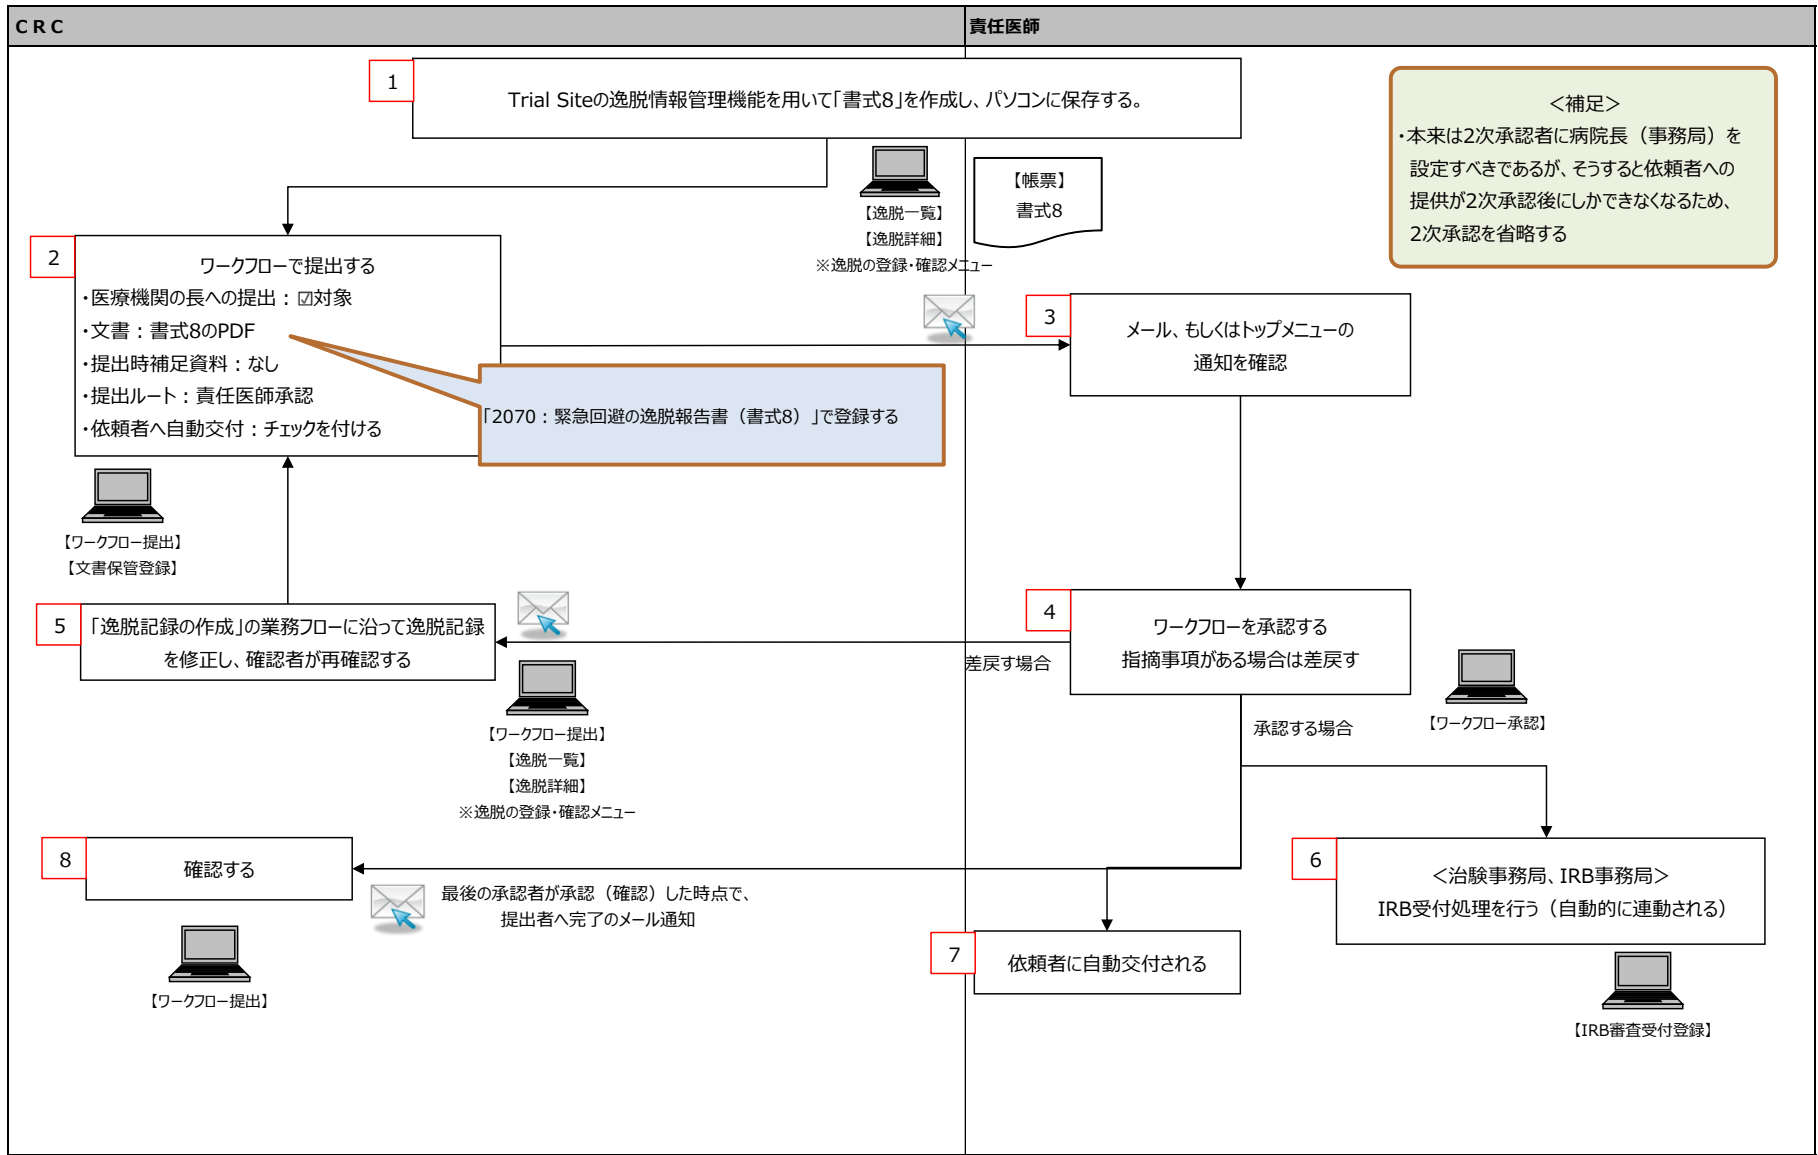 ＣＲＣ
責任医師
1
Trial Siteの逸脱情報管理機能を用いて「書式8」を作成し、パソコンに保存する。
＜補足＞
・本来は2次承認者に病院長（事務局）を
設定すべきであるが、そうすると依頼者への
提供が2次承認後にしかできなくなるため、
2次承認を省略する
【逸脱一覧】
【逸脱詳細】
※逸脱の登録・確認メニュー
【帳票】
書式8
2
ワークフローで提出する
・医療機関の長への提出：☑対象
・文書：書式8のPDF
・提出時補足資料：なし
・提出ルート：責任医師承認
・依頼者へ自動交付：チェックを付ける
「2070：緊急回避の逸脱報告書（書式8）」で登録する
【ワークフロー提出】
【文書保管登録】
3
メール、もしくはトップメニューの
通知を確認
4
ワークフローを承認する
指摘事項がある場合は差戻す
差戻す場合
承認する場合
【ワークフロー承認】
5
「逸脱記録の作成」の業務フローに沿って逸脱記録
を修正し、確認者が再確認する
【ワークフロー提出】
【逸脱一覧】
【逸脱詳細】
※逸脱の登録・確認メニュー
6
＜治験事務局、IRB事務局＞
IRB受付処理を行う（自動的に連動される）
【IRB審査受付登録】
7
依頼者に自動交付される
8
確認する
最後の承認者が承認（確認）した時点で、
提出者へ完了のメール通知
【ワークフロー提出】